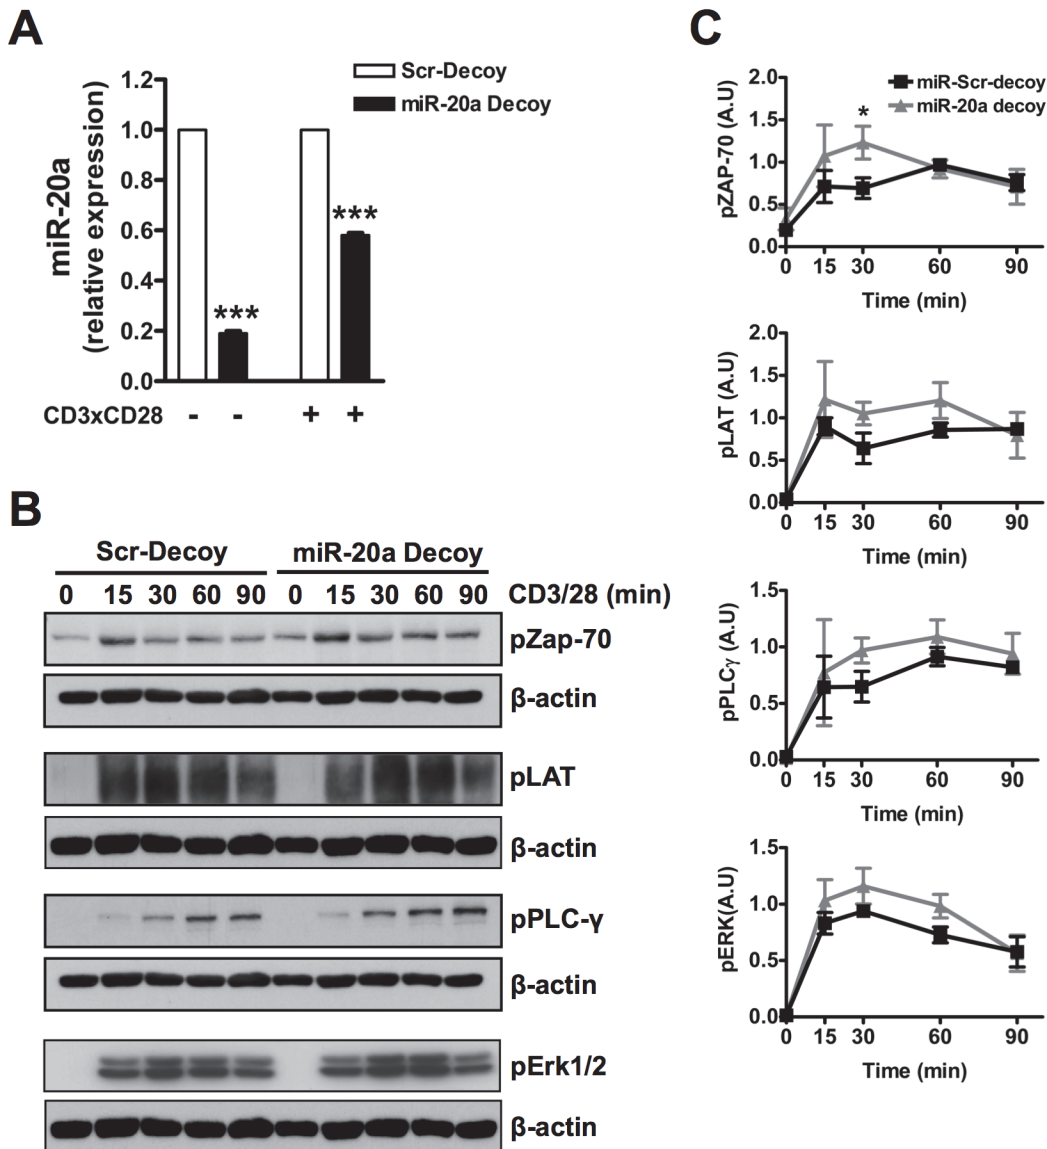 A
Scr-Decoy
miR-20a Decoy
miR-20a
(relative expression)
1.2
1.0
0.8
0.6
0.4
0.2
0.0
***
***
CD3xCD28 - - + +
B
Scr-Decoy miR-20a Decoy
0 15 30 60 90 0 15 30 60 90 CD3/28 (min)
pZap-70
β-actin
pLAT
β-actin
pPLC-γ
β-actin
pErk1/2
β-actin
C
miR-Scr-decoy
miR-20a decoy
pZAP-70 (A.U)
2.0
1.5
1.0
0.5
0.0
*
0 15 30 60 90
Time (min)
pLAT (A.U)
2.0
1.5
1.0
0.5
0.0
0 15 30 60 90
Time (min)
pPLCγ (A.U)
1.5
1.0
0.5
0.0
0 15 30 60 90
Time (min)
pERK(A.U)
1.5
1.0
0.5
0.0
0 15 30 60 90
Time (min)